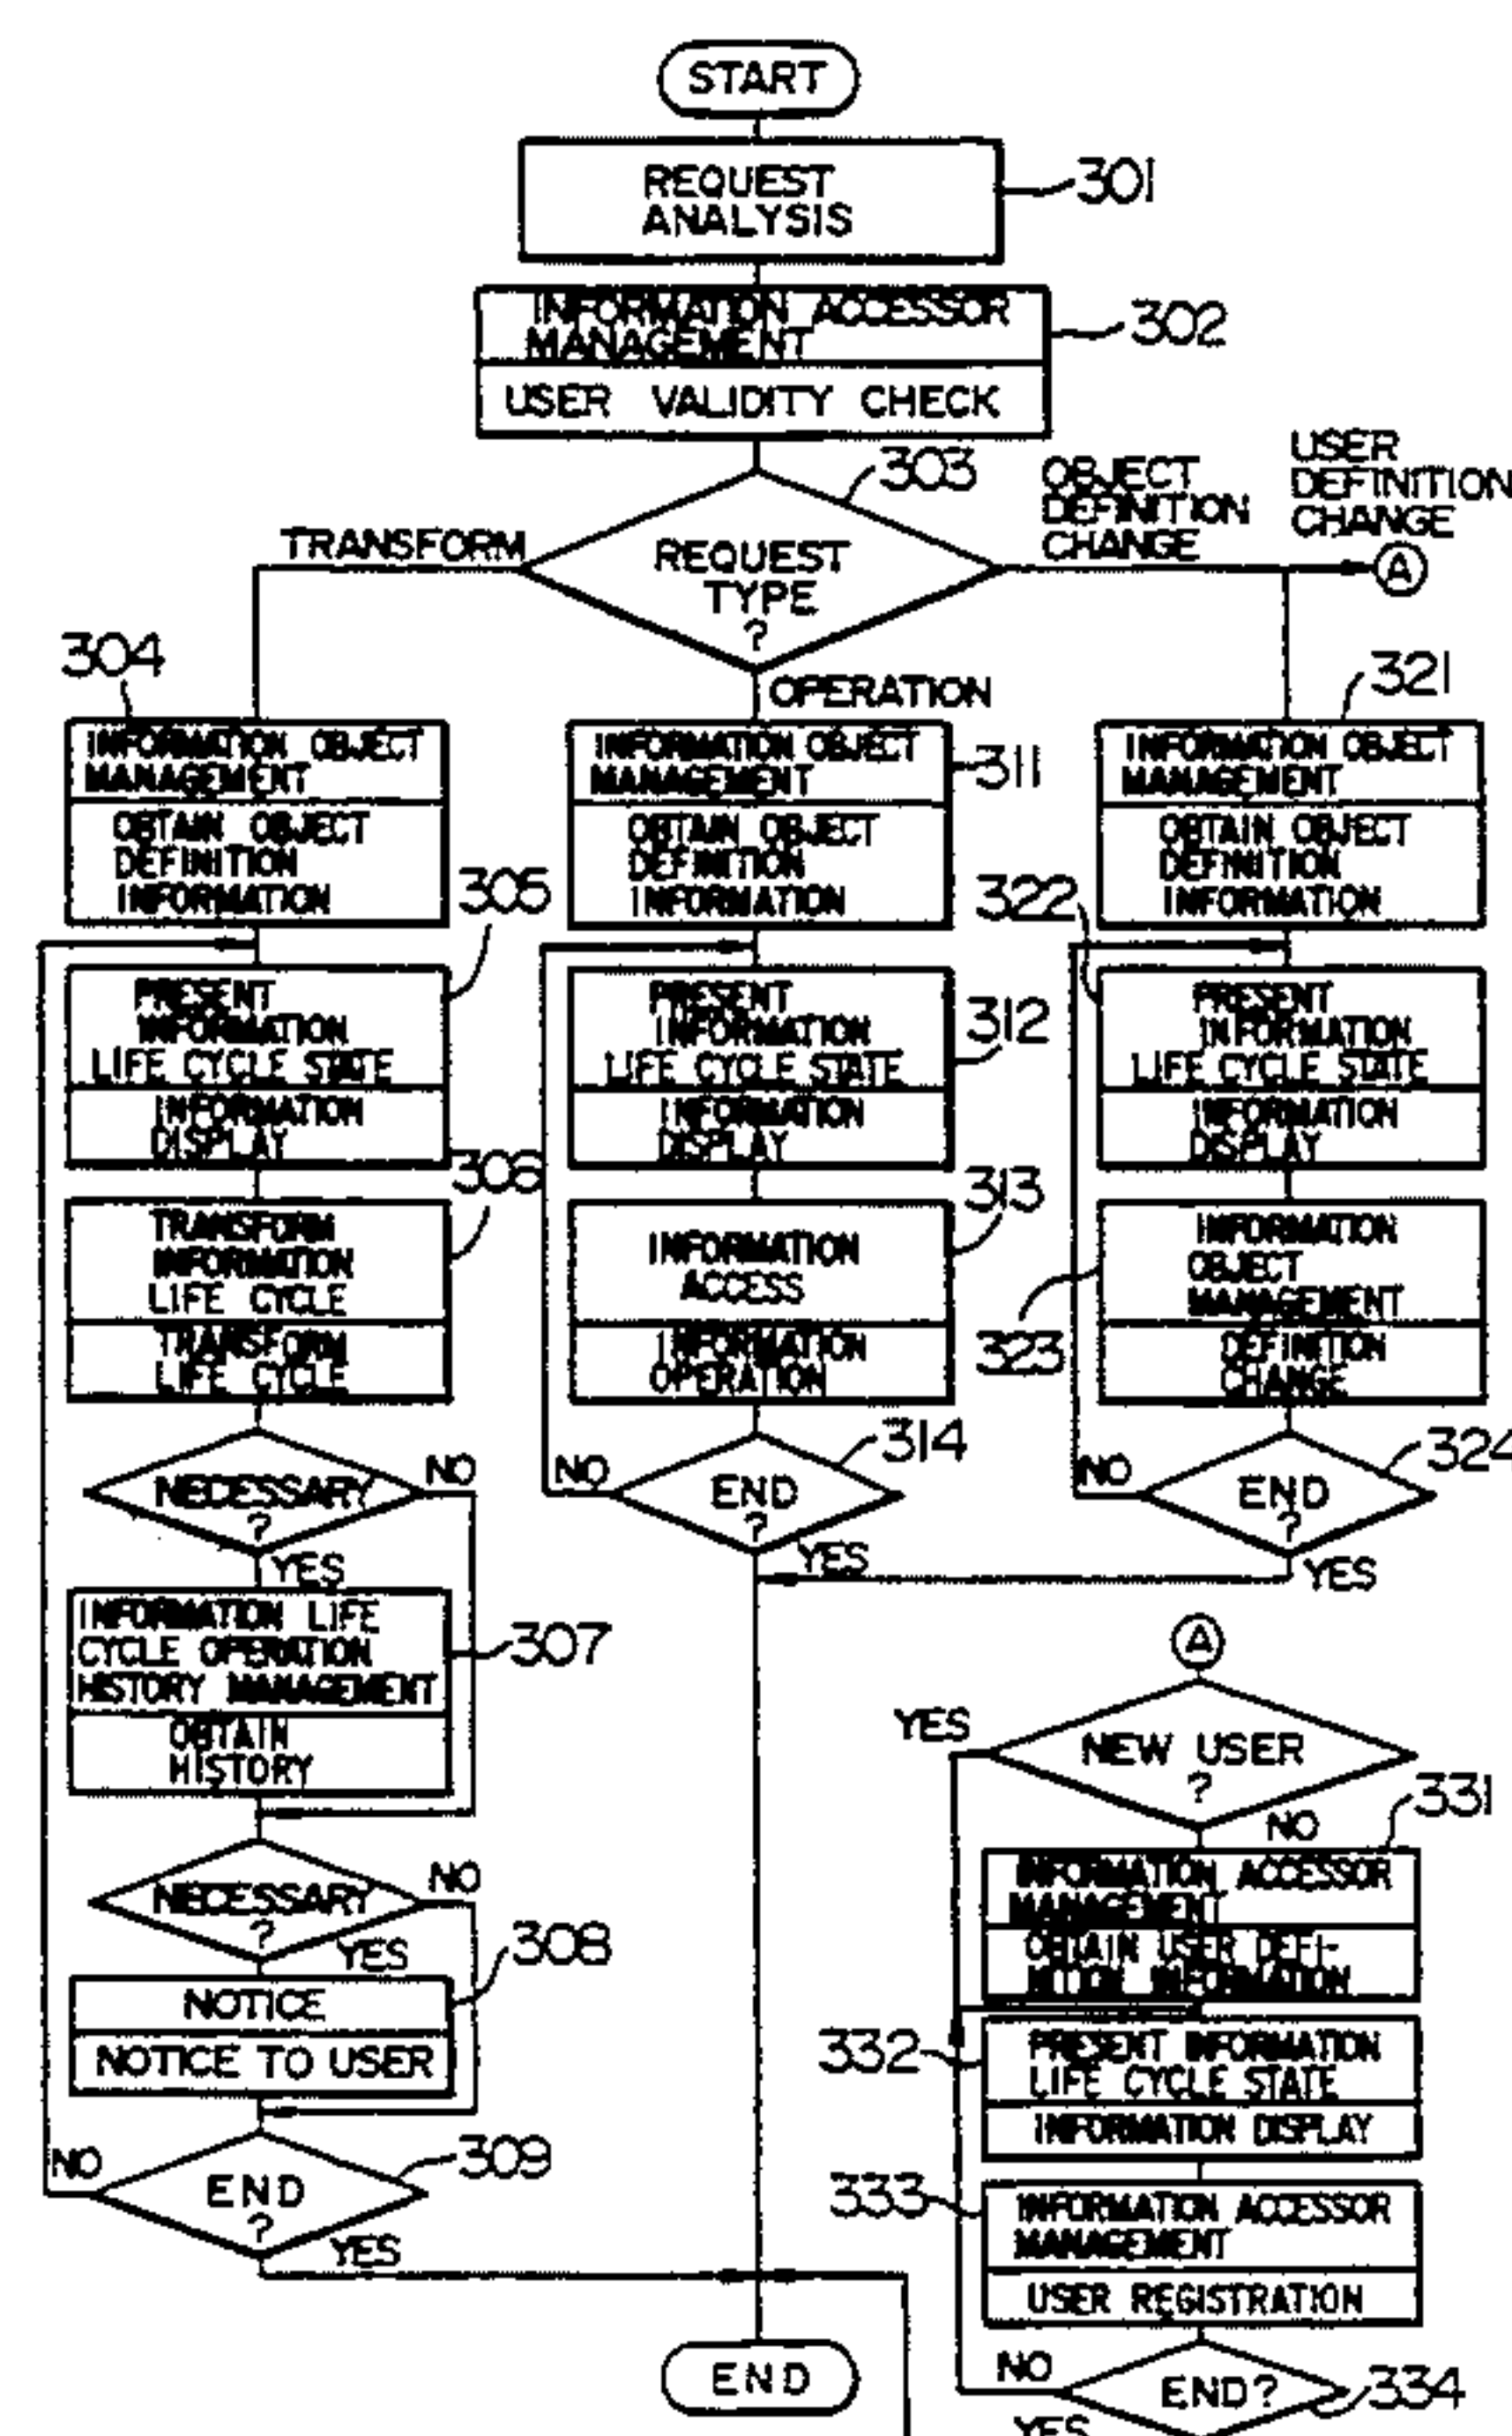 START
REQUEST
ANALYSIS
301
INFORMATION ACCESSOR
MANAGEMENT
USER VALIDITY CHECK
302
303
REQUEST
TYPE
?
TRANSFORM
OPERATION
OBJECT
DEFINITION
CHANGE
USER
DEFINITION
CHANGE
A
304
INFORMATION OBJECT
MANAGEMENT
OBTAIN OBJECT
DEFINITION
INFORMATION
305
PRESENT
INFORMATION
LIFE CYCLE STATE
INFORMATION
DISPLAY
306
TRANSFORM
INFORMATION
LIFE CYCLE
TRANSFORM
LIFE CYCLE
NECESSARY
?
NO
YES
INFORMATION LIFE
CYCLE OPERATION
HISTORY MANAGEMENT
OBTAIN
HISTORY
307
NECESSARY
?
NO
YES
308
NOTICE
NOTICE TO USER
309
END
?
NO
YES
311
INFORMATION OBJECT
MANAGEMENT
OBTAIN OBJECT
DEFINITION
INFORMATION
312
PRESENT
INFORMATION
LIFE CYCLE STATE
INFORMATION
DISPLAY
313
INFORMATION
ACCESS
INFORMATION
OPERATION
314
END
?
NO
YES
321
INFORMATION OBJECT
MANAGEMENT
OBTAIN OBJECT
DEFINITION
INFORMATION
322
PRESENT
INFORMATION
LIFE CYCLE STATE
INFORMATION
DISPLAY
323
INFORMATION
OBJECT
MANAGEMENT
DEFINITION
CHANGE
324
END
?
NO
YES
A
NEW USER
?
YES
NO
331
INFORMATION ACCESSOR
MANAGEMENT
OBTAIN USER DEFI-
NITION INFORMATION
332
PRESENT INFORMATION
LIFE CYCLE STATE
INFORMATION DISPLAY
333
INFORMATION ACCESSOR
MANAGEMENT
USER REGISTRATION
334
END?
NO
YES
END